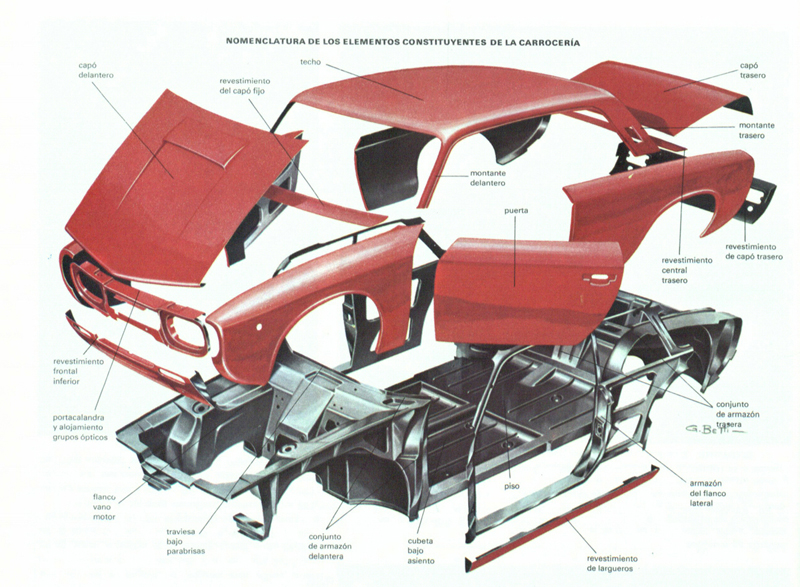 NOMENCLATURA DE LOS ELEMENTOS CONSTITUYENTES DE LA CARROCERÍA
capó
delantero
revestimiento
del capó fijo
techo
capó
trasero
montante
trasero
montante
delantero
puerta
revestimiento
central
trasero
revestimiento
de capó trasero
revestimiento
frontal
inferior
portacalandra
y alojamiento
grupos ópticos
conjunto
de armazón
trasera
G. Betti
flanco
vano
motor
traviesa
bajo
parabrisas
conjunto
de armazón
delantera
cubeta
bajo
asiento
piso
armazón
del flanco
lateral
revestimiento
de largueros